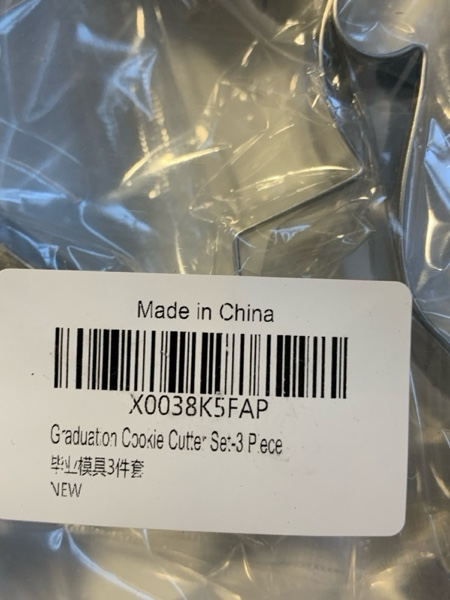 Made in China
X0038K5FAP
Graduation Cookie Cutter Set-3 Piece
毕业模具3件套
NEW